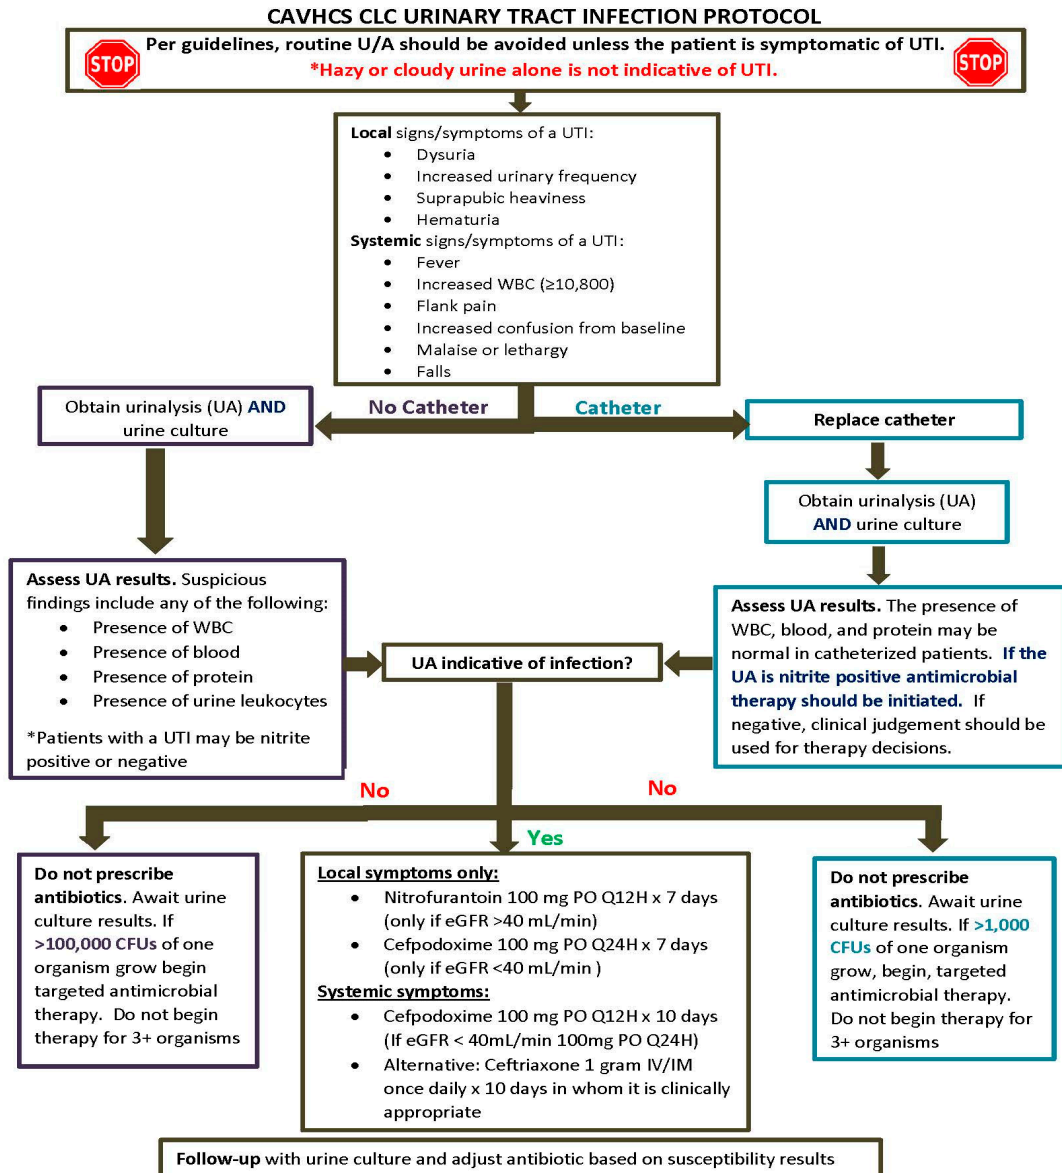 CAVHCS CLC URINARY TRACT INFECTION PROTOCOL
STOP
Per guidelines, routine U/A should be avoided unless the patient is symptomatic of UTI.
*Hazy or cloudy urine alone is not indicative of UTI.
STOP
Local signs/symptoms of a UTI:
• Dysuria
• Increased urinary frequency
• Suprapubic heaviness
• Hematuria
Systemic signs/symptoms of a UTI:
• Fever
• Increased WBC (≥10,800)
• Flank pain
• Increased confusion from baseline
• Malaise or lethargy
• Falls
No Catheter
Catheter
Obtain urinalysis (UA) AND
urine culture
Replace catheter
Obtain urinalysis (UA)
AND urine culture
Assess UA results. Suspicious
findings include any of the following:
• Presence of WBC
• Presence of blood
• Presence of protein
• Presence of urine leukocytes
*Patients with a UTI may be nitrite
positive or negative
UA indicative of infection?
Assess UA results. The presence of
WBC, blood, and protein may be
normal in catheterized patients. If the
UA is nitrite positive antimicrobial
therapy should be initiated. If
negative, clinical judgement should be
used for therapy decisions.
No
No
Yes
Do not prescribe
antibiotics. Await urine
culture results. If
>100,000 CFUs of one
organism grow begin
targeted antimicrobial
therapy. Do not begin
therapy for 3+ organisms
Local symptoms only:
• Nitrofurantoin 100 mg PO Q12H x 7 days
(only if eGFR >40 mL/min)
• Cefpodoxime 100 mg PO Q24H x 7 days
(only if eGFR <40 mL/min )
Systemic symptoms:
• Cefpodoxime 100 mg PO Q12H x 10 days
(If eGFR < 40mL/min 100mg PO Q24H)
• Alternative: Ceftriaxone 1 gram IV/IM
once daily x 10 days in whom it is clinically
appropriate
Do not prescribe
antibiotics. Await urine
culture results. If >1,000
CFUs of one organism
grow, begin, targeted
antimicrobial therapy.
Do not begin therapy for
3+ organisms
Follow-up with urine culture and adjust antibiotic based on susceptibility results